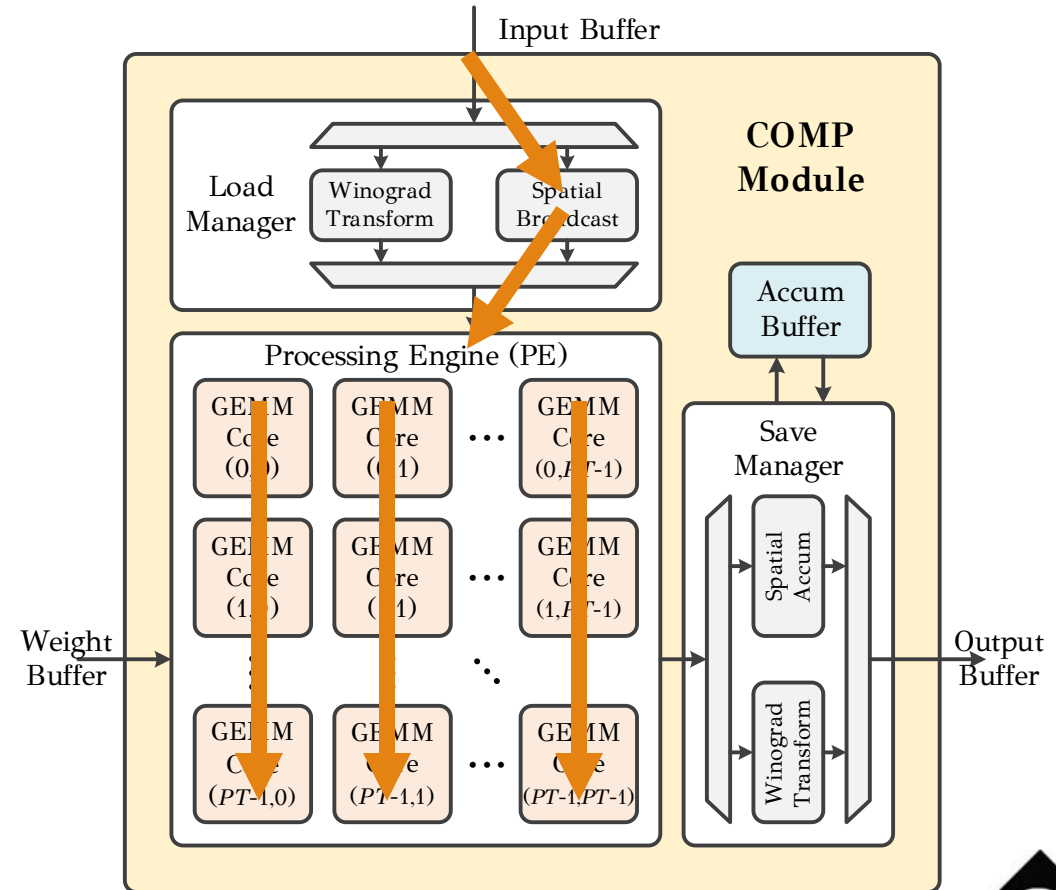 Input Buffer
COMP
Module
Load
Manager
Winograd
Transform
Spatial
Broadcast
Accum
Buffer
Processing Engine (PE)
GEMM
Core
(0,0)
GEMM
Core
(0,1)
...
GEMM
Core
(0,PT-1)
Save
Manager
GEMM
Core
(1,0)
GEMM
Core
(1,1)
...
GEMM
Core
(1,PT-1)
Spatial
Accum
Weight
Buffer
Output
Buffer
GEMM
Core
(PT-1,0)
GEMM
Core
(PT-1,1)
...
GEMM
Core
(PT-1,PT-1)
Winograd
Transform